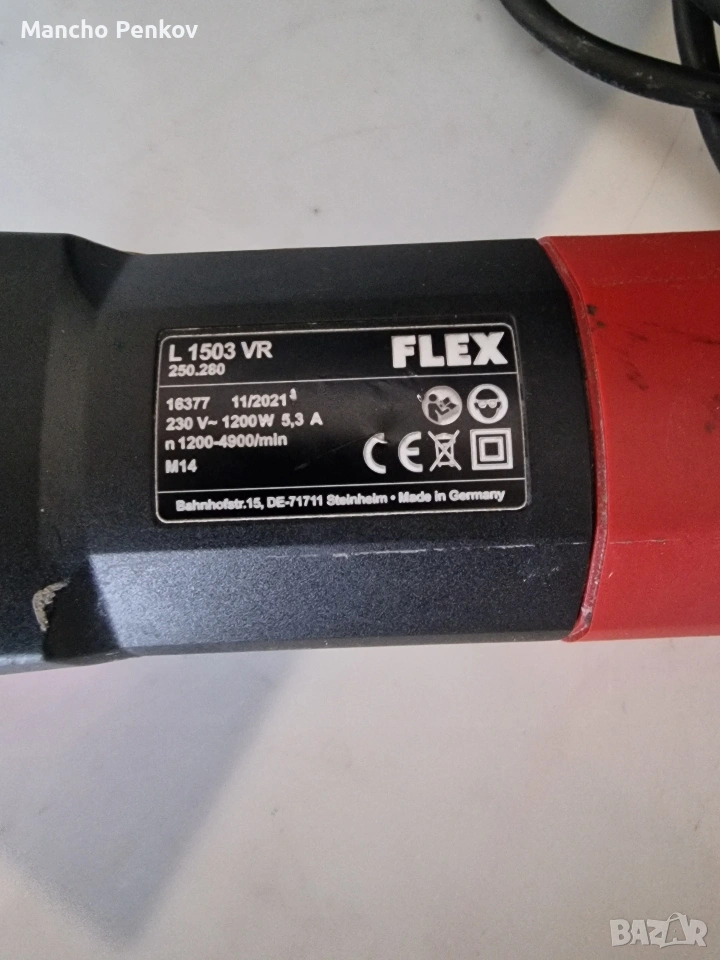 Mancho Penkov
L 1503 VR
FLEX
250.260
16377 11/2021
230 V~ 1200W 5,3 A
n 1200-4900/min
M14
CE
Bahnhofstr.15, DE-71711 Steinheim • Made in Germany
BAZAR